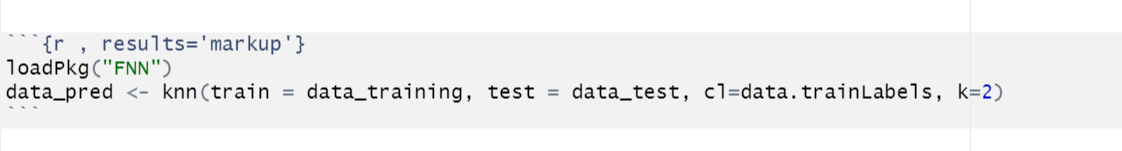 ```{r , results='markup'}
loadPkg("FNN")
data_pred <- knn(train = data_training, test = data_test, cl=data.trainLabels, k=2)
```